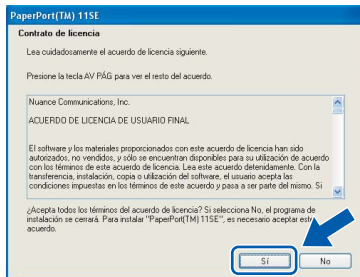 PaperPort(TM) 11SE
Contrato de licencia
Lea cuidadosamente el acuerdo de licencia siguiente.
Presione la tecla AV PÁG para ver el resto del acuerdo.
Nuance Communications, Inc.
ACUERDO DE LICENCIA DE USUARIO FINAL
El software y los materiales proporcionados con este acuerdo de licencia han sido
autorizados, no vendidos, y sólo se encuentran disponibles para su utilización de acuerdo
con los términos de este acuerdo de licencia. Lea este acuerdo detenidamente. Con la
transferencia, instalación, copia o utilización del software, el usuario acepta las
condiciones impuestas en los términos de este acuerdo y pasa a ser parte del mismo. Si
¿Acepta todos los términos del acuerdo de licencia? Si selecciona No, el programa de
instalación se cerrará. Para instalar "PaperPort(TM) 11SE", es necesario aceptar este
acuerdo.
Sí
No